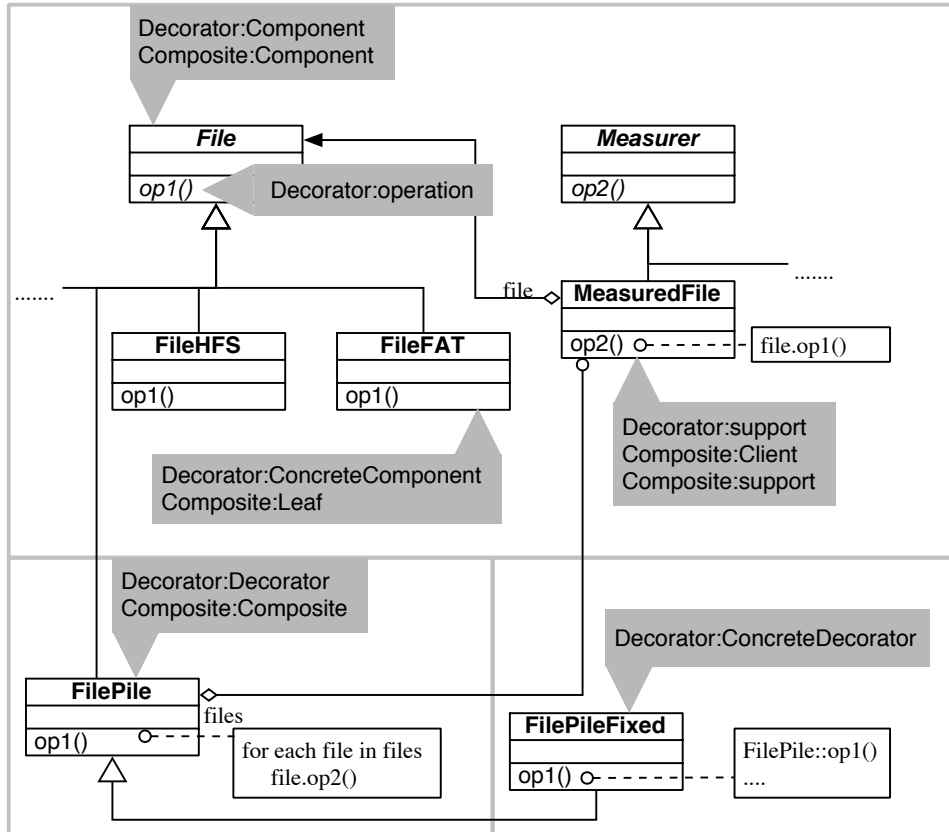 Decorator:Component
Composite:Component
File
op1()
Decorator:operation
Measurer
op2()
.......
file
MeasuredFile
op2()
file.op1()
.......
FileHFS
op1()
FileFAT
op1()
Decorator:ConcreteComponent
Composite:Leaf
Decorator:support
Composite:Client
Composite:support
Decorator:Decorator
Composite:Composite
FilePile
op1()
files
for each file in files
file.op2()
Decorator:ConcreteDecorator
FilePileFixed
op1()
FilePile::op1()
....